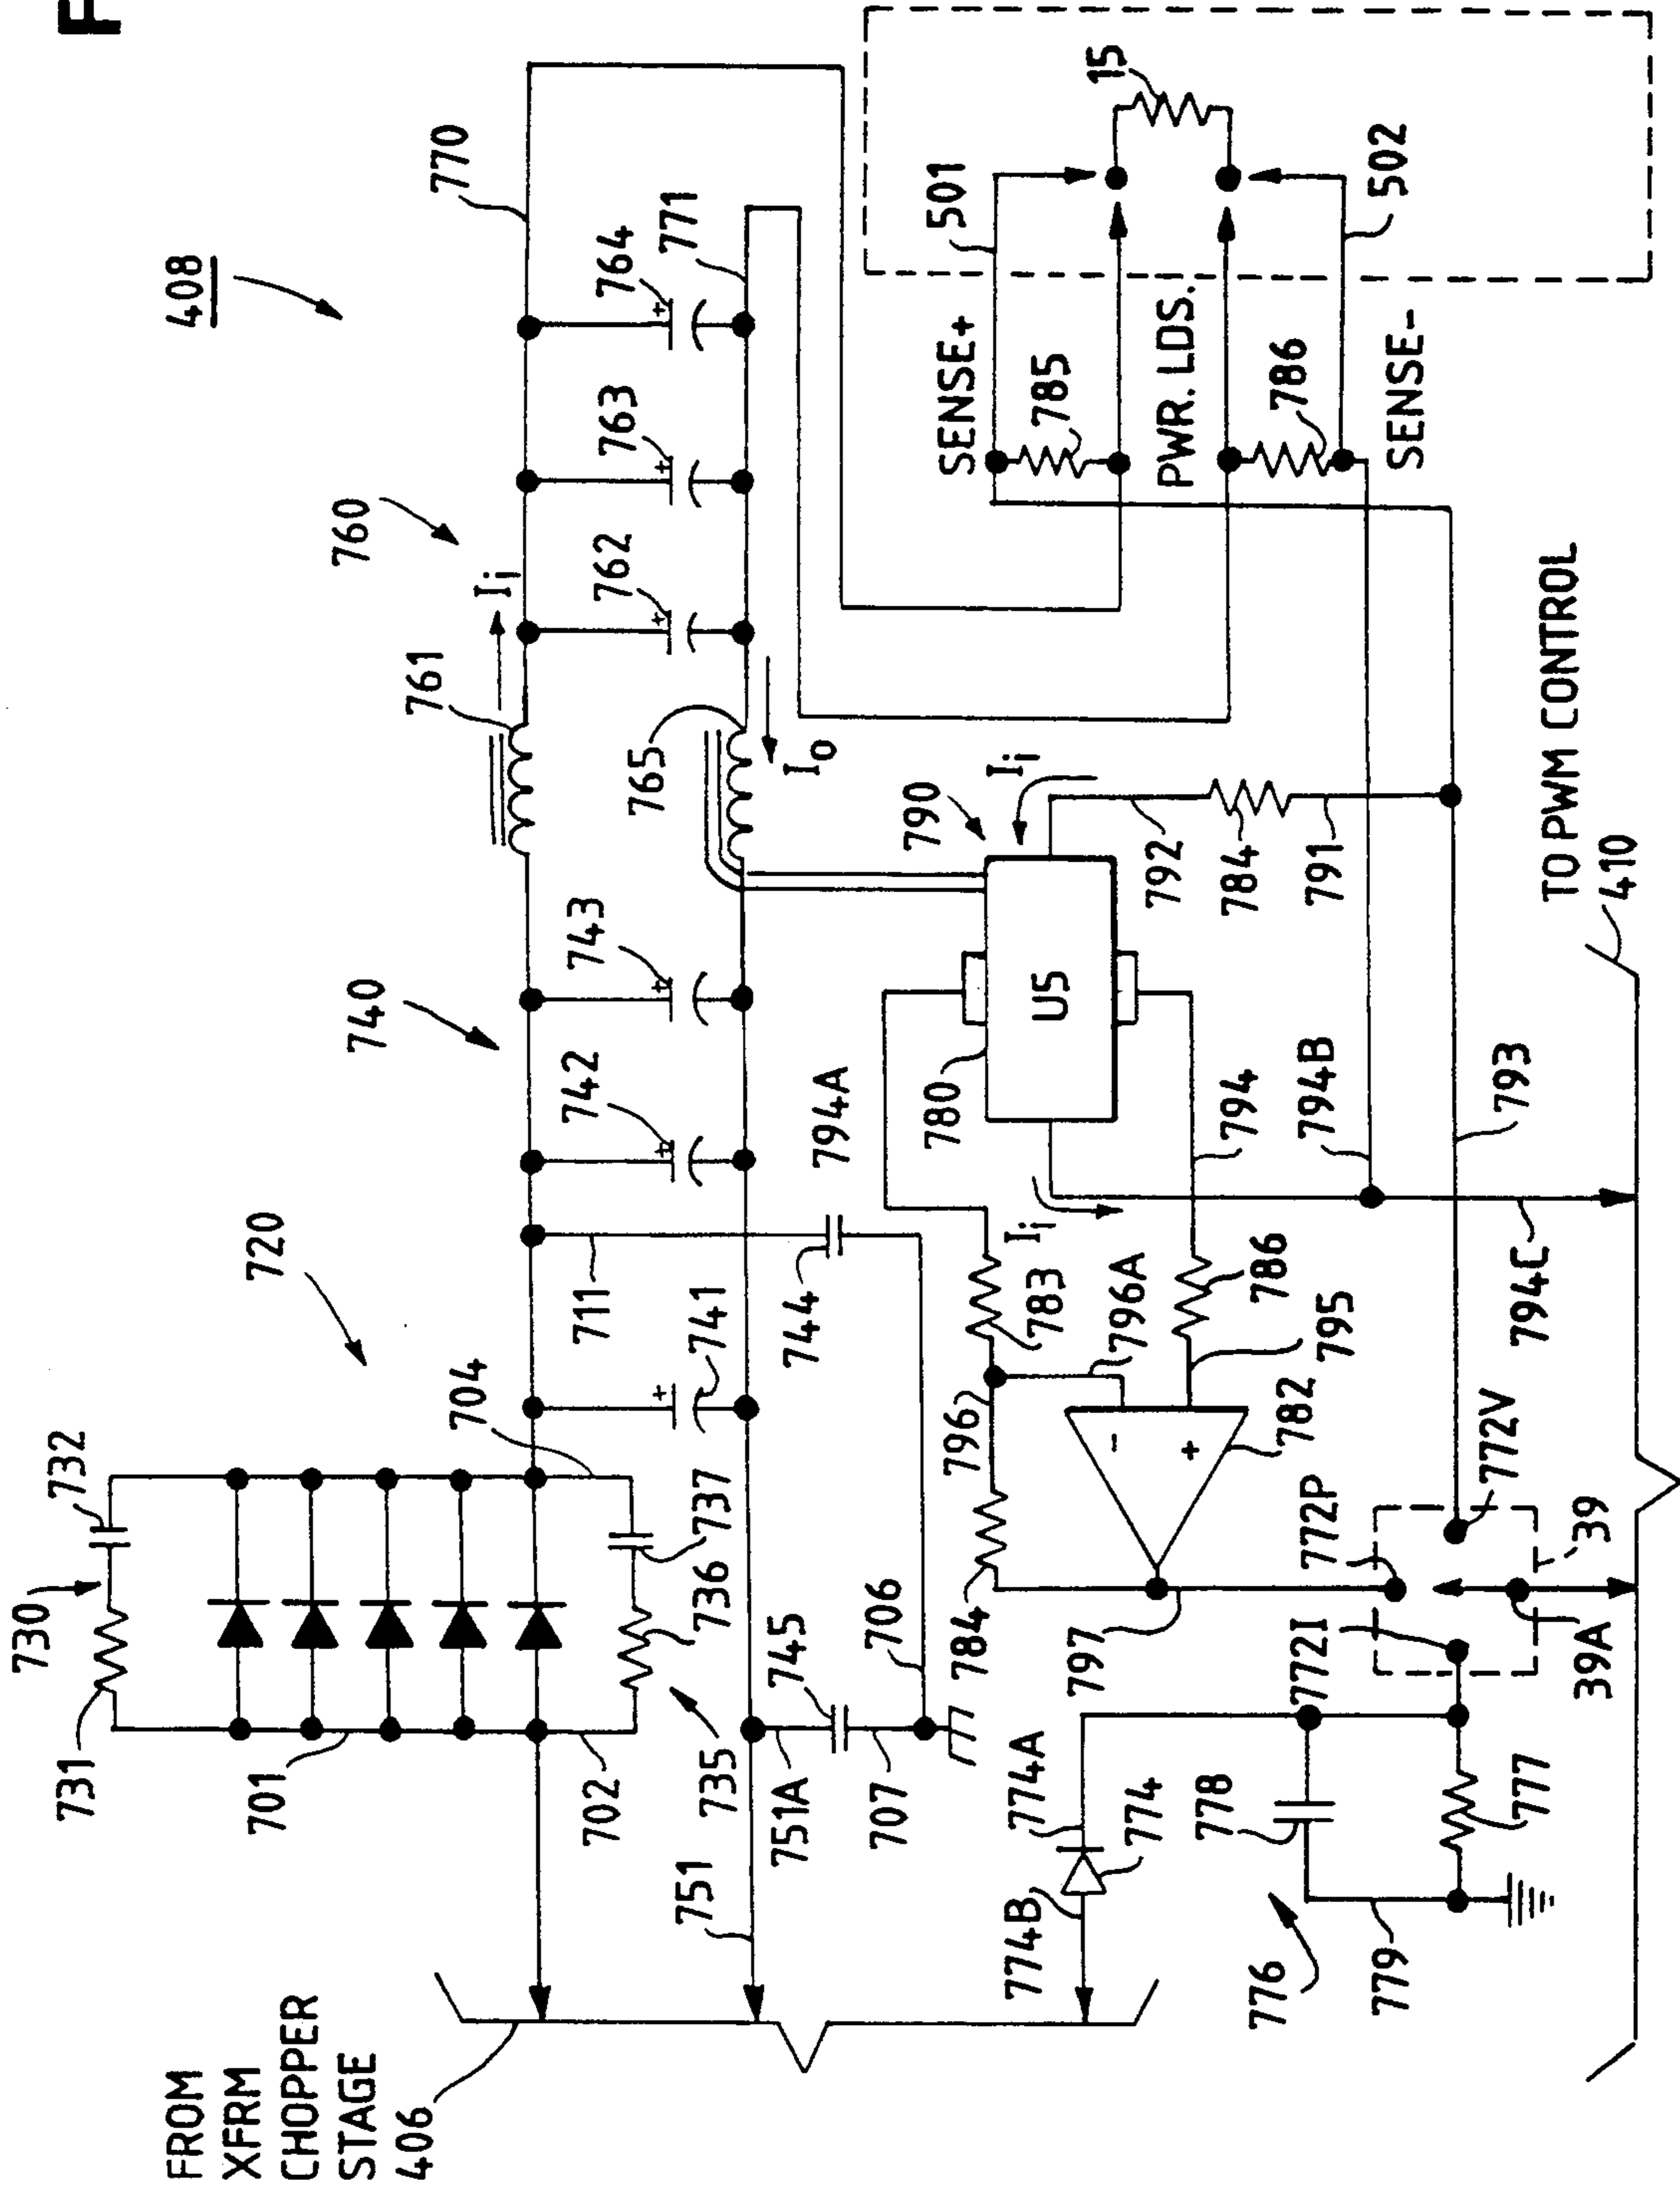 F
408
770
764
771
763
760
762
Ii
761
765
Io
740
743
742
720
711
744
741
704
732
730
731
701
736
737
702
735
706
745
707
751A
751
FROM
XFRM
CHOPPER
STAGE
406
15
501
502
SENSE+
785
PWR. LDS.
786
SENSE-
790
Ii
792
784
791
U5
780
794A
794
794B
793
794C
Ii
783
796A
786
795
796
-
+
782
784
797
772P
772V
772I
39
39A
774A
774
774B
778
777
776
779
TO PWM CONTROL
410
+
+
+
+
+
+